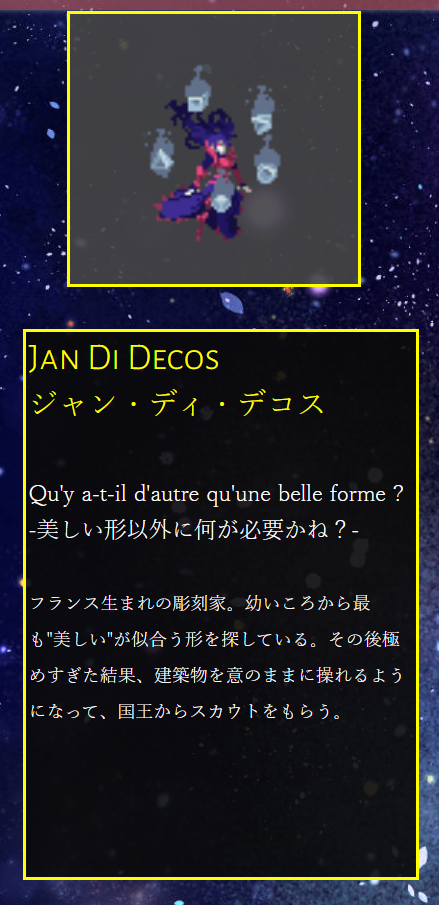 Jan Di Decos
ジャン・ディ・デコス
Qu'y a-t-il d'autre qu'une belle forme ?
-美しい形以外に何が必要かね？-
フランス生まれの彫刻家。幼いころから最
も"美しい"が似合う形を探している。その後極
めすぎた結果、建築物を意のままに操れるよう
になって、国王からスカウトをもらう。